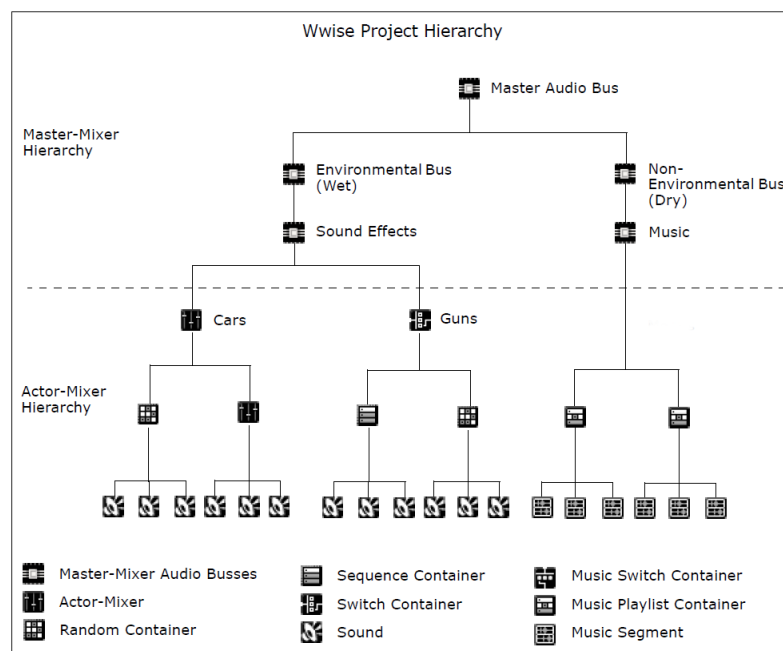 Wwise Project Hierarchy
Master Audio Bus
Master-Mixer
Hierarchy
Environmental Bus
(Wet)
Non-
Environmental Bus
(Dry)
Sound Effects
Music
Cars
Guns
Actor-Mixer
Hierarchy
Master-Mixer Audio Busses
Sequence Container
Music Switch Container
Actor-Mixer
Switch Container
Music Playlist Container
Random Container
Sound
Music Segment